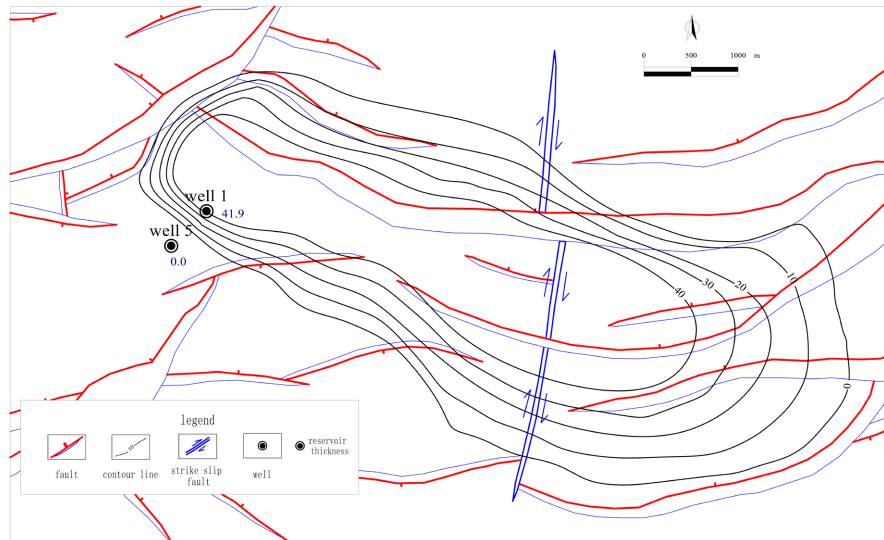 0 500 1000 m
well 1
41.9
well 5
0.0
10
20
30
40
0
legend
10
fault
contour line
strike slip
fault
well
reservoir
thickness